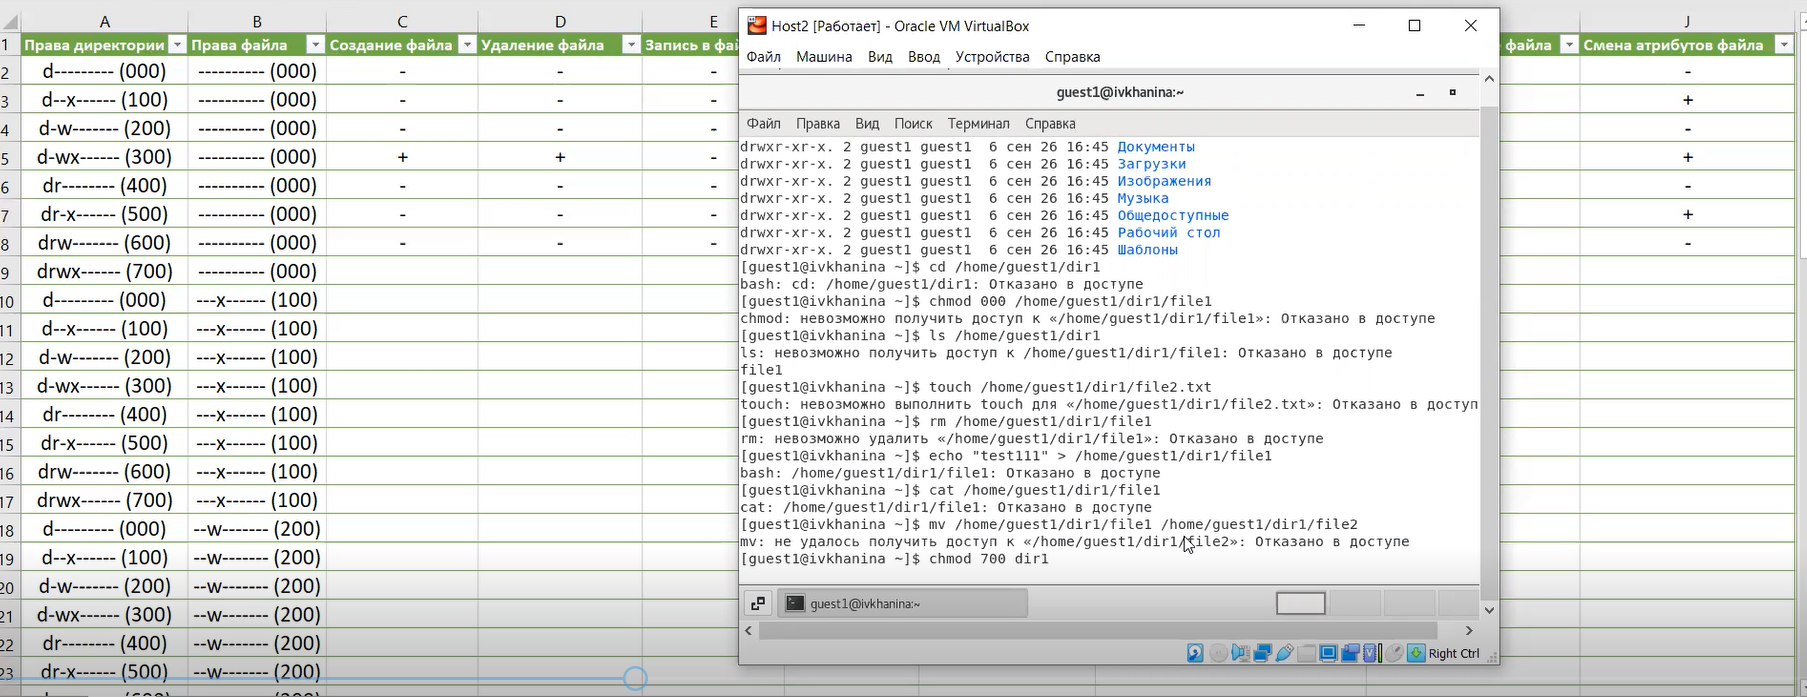 A B C D E J
1 Права директории Права файла Создание файла Удаление файла Запись в фай файла Смена атрибутов файла
2 d--------- (000) ---------- (000) - - - -
3 d--x------ (100) ---------- (000) - - - +
4 d-w------- (200) ---------- (000) - - - -
5 d-wx------ (300) ---------- (000) + + - +
6 dr-------- (400) ---------- (000) - - - -
7 dr-x------ (500) ---------- (000) - - - +
8 drw------- (600) ---------- (000) - - - -
9 drwx------ (700) ---------- (000)
10 d--------- (000) ---x------ (100)
11 d--x------ (100) ---x------ (100)
12 d-w------- (200) ---x------ (100)
13 d-wx------ (300) ---x------ (100)
14 dr-------- (400) ---x------ (100)
15 dr-x------ (500) ---x------ (100)
16 drw------- (600) ---x------ (100)
17 drwx------ (700) ---x------ (100)
18 d--------- (000) --w------- (200)
19 d--x------ (100) --w------- (200)
20 d-w------- (200) --w------- (200)
21 d-wx------ (300) --w------- (200)
22 dr-------- (400) --w------- (200)
23 dr-x------ (500) --w------- (200)
Host2 [Работает] - Oracle VM VirtualBox
Файл Машина Вид Ввод Устройства Справка
guest1@ivkhanina:~
Файл Правка Вид Поиск Терминал Справка
drwxr-xr-x. 2 guest1 guest1 6 сен 26 16:45 Документы
drwxr-xr-x. 2 guest1 guest1 6 сен 26 16:45 Загрузки
drwxr-xr-x. 2 guest1 guest1 6 сен 26 16:45 Изображения
drwxr-xr-x. 2 guest1 guest1 6 сен 26 16:45 Музыка
drwxr-xr-x. 2 guest1 guest1 6 сен 26 16:45 Общедоступные
drwxr-xr-x. 2 guest1 guest1 6 сен 26 16:45 Рабочий стол
drwxr-xr-x. 2 guest1 guest1 6 сен 26 16:45 Шаблоны
[guest1@ivkhanina ~]$ cd /home/guest1/dir1
bash: cd: /home/guest1/dir1: Отказано в доступе
[guest1@ivkhanina ~]$ chmod 000 /home/guest1/dir1/file1
chmod: невозможно получить доступ к «/home/guest1/dir1/file1»: Отказано в доступе
[guest1@ivkhanina ~]$ ls /home/guest1/dir1
ls: невозможно получить доступ к /home/guest1/dir1/file1: Отказано в доступе
file1
[guest1@ivkhanina ~]$ touch /home/guest1/dir1/file2.txt
touch: невозможно выполнить touch для «/home/guest1/dir1/file2.txt»: Отказано в доступ
[guest1@ivkhanina ~]$ rm /home/guest1/dir1/file1
rm: невозможно удалить «/home/guest1/dir1/file1»: Отказано в доступе
[guest1@ivkhanina ~]$ echo "test111" > /home/guest1/dir1/file1
bash: /home/guest1/dir1/file1: Отказано в доступе
[guest1@ivkhanina ~]$ cat /home/guest1/dir1/file1
cat: /home/guest1/dir1/file1: Отказано в доступе
[guest1@ivkhanina ~]$ mv /home/guest1/dir1/file1 /home/guest1/dir1/file2
mv: не удалось получить доступ к «/home/guest1/dir1/file2»: Отказано в доступе
[guest1@ivkhanina ~]$ chmod 700 dir1
guest1@ivkhanina:~
Right Ctrl